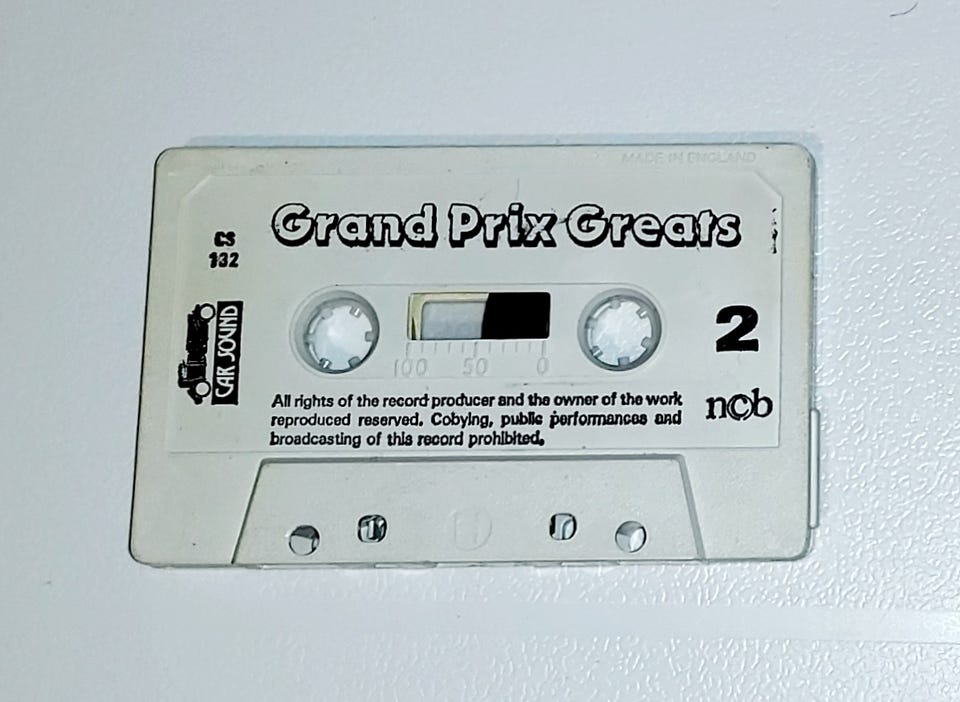 MADE IN ENGLAND
Grand Prix Greats
CS
132
CAR SOUND
2
100 50 0
All rights of the record producer and the owner of the work
reproduced reserved. Cobying, public performances and
broadcasting of this record prohibited.
n©b